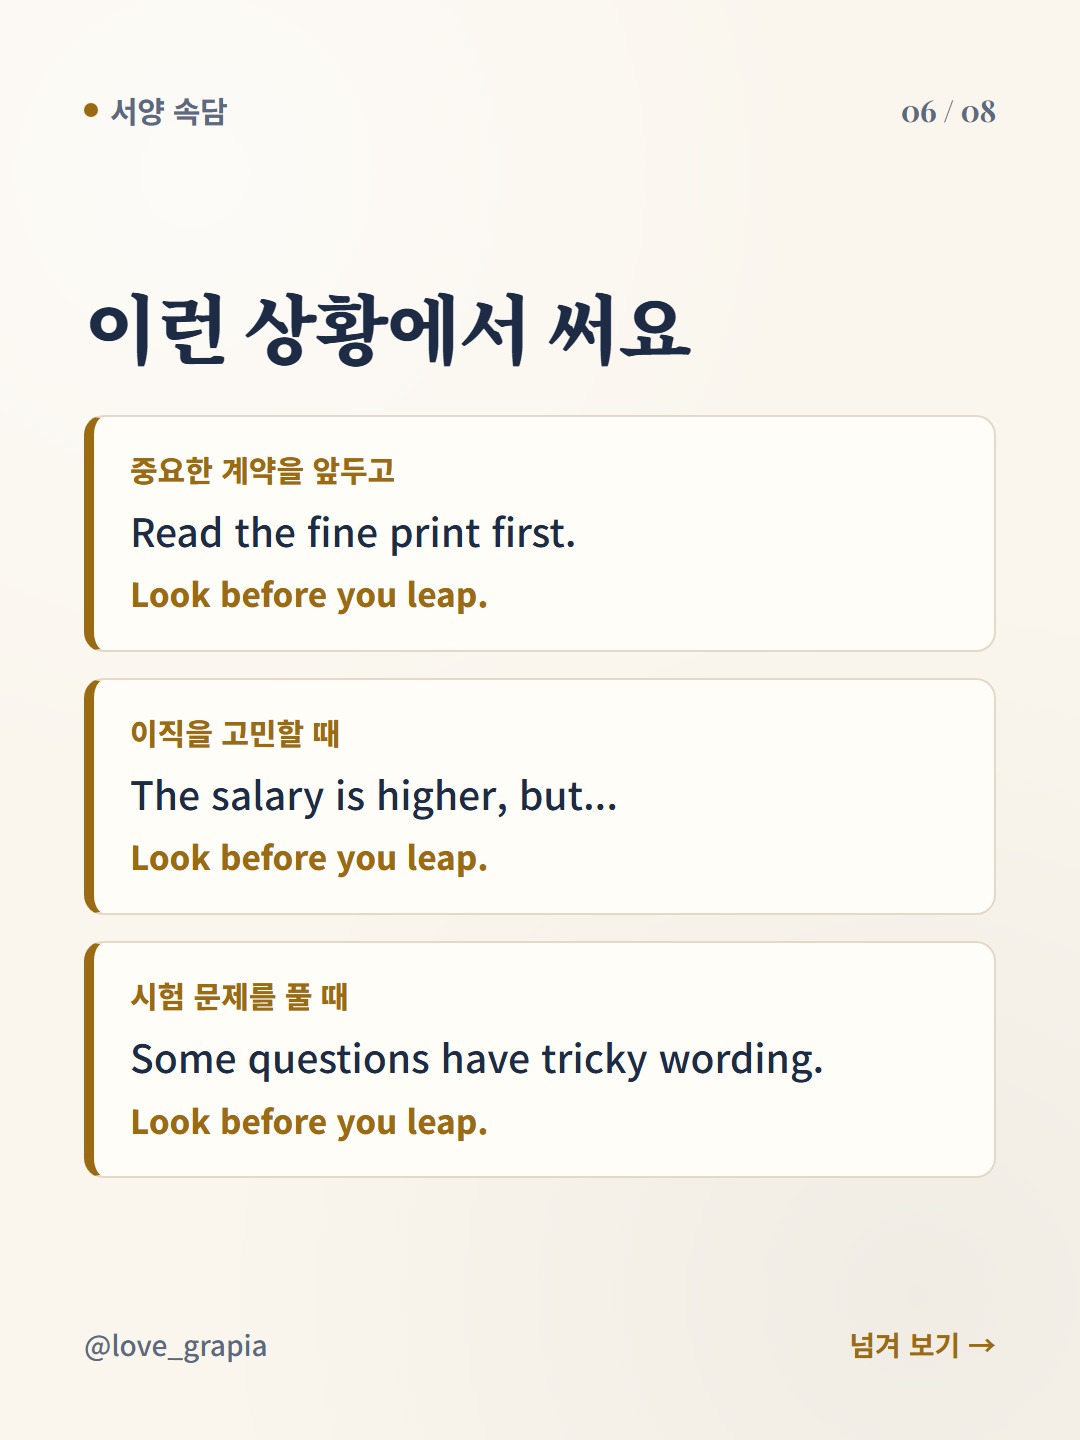 서양 속담
06 / 08
이런 상황에서 써요
중요한 계약을 앞두고
Read the fine print first.
Look before you leap.
이직을 고민할 때
The salary is higher, but...
Look before you leap.
시험 문제를 풀 때
Some questions have tricky wording.
Look before you leap.
@love_grapia
넘겨 보기 →